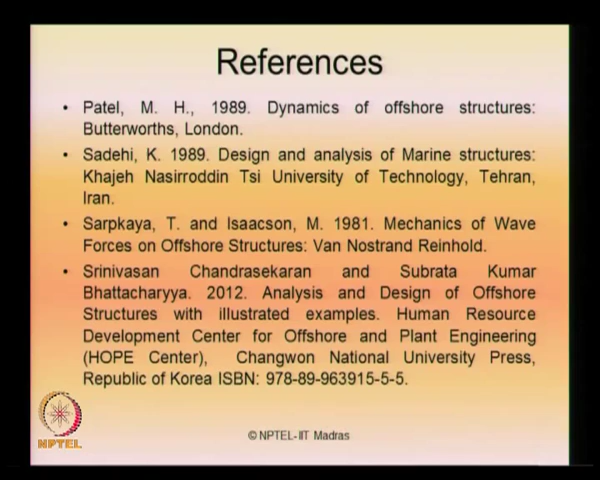 References
• Patel, M. H., 1989. Dynamics of offshore structures:
Butterworths, London.
• Sadehi, K. 1989. Design and analysis of Marine structures:
Khajeh Nasirroddin Tsi University of Technology, Tehran,
Iran.
• Sarpkaya, T. and Isaacson, M. 1981. Mechanics of Wave
Forces on Offshore Structures: Van Nostrand Reinhold.
• Srinivasan Chandrasekaran and Subrata Kumar
Bhattacharyya. 2012. Analysis and Design of Offshore
Structures with illustrated examples. Human Resource
Development Center for Offshore and Plant Engineering
(HOPE Center), Changwon National University Press,
Republic of Korea ISBN: 978-89-963915-5-5.
NPTEL
© NPTEL-IIT Madras